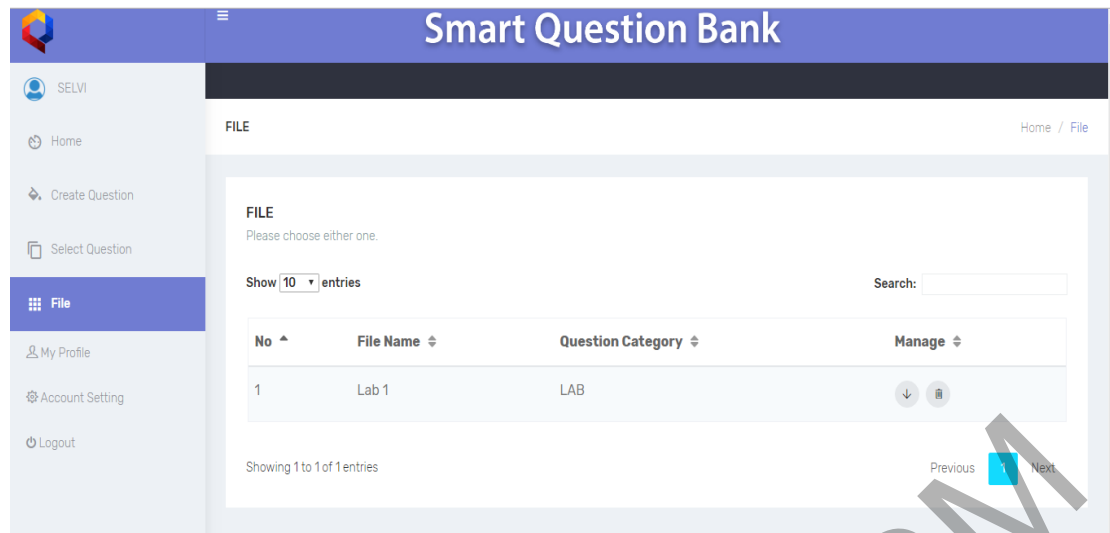 Smart Question Bank
SELVI
Home
Create Question
Select Question
File
My Profile
Account Setting
Logout
FILE
Home / File
FILE
Please choose either one.
Show 10 entries
Search:
No File Name Question Category Manage
1 Lab 1 LAB
Showing 1 to 1 of 1 entries
Previous 1 Next